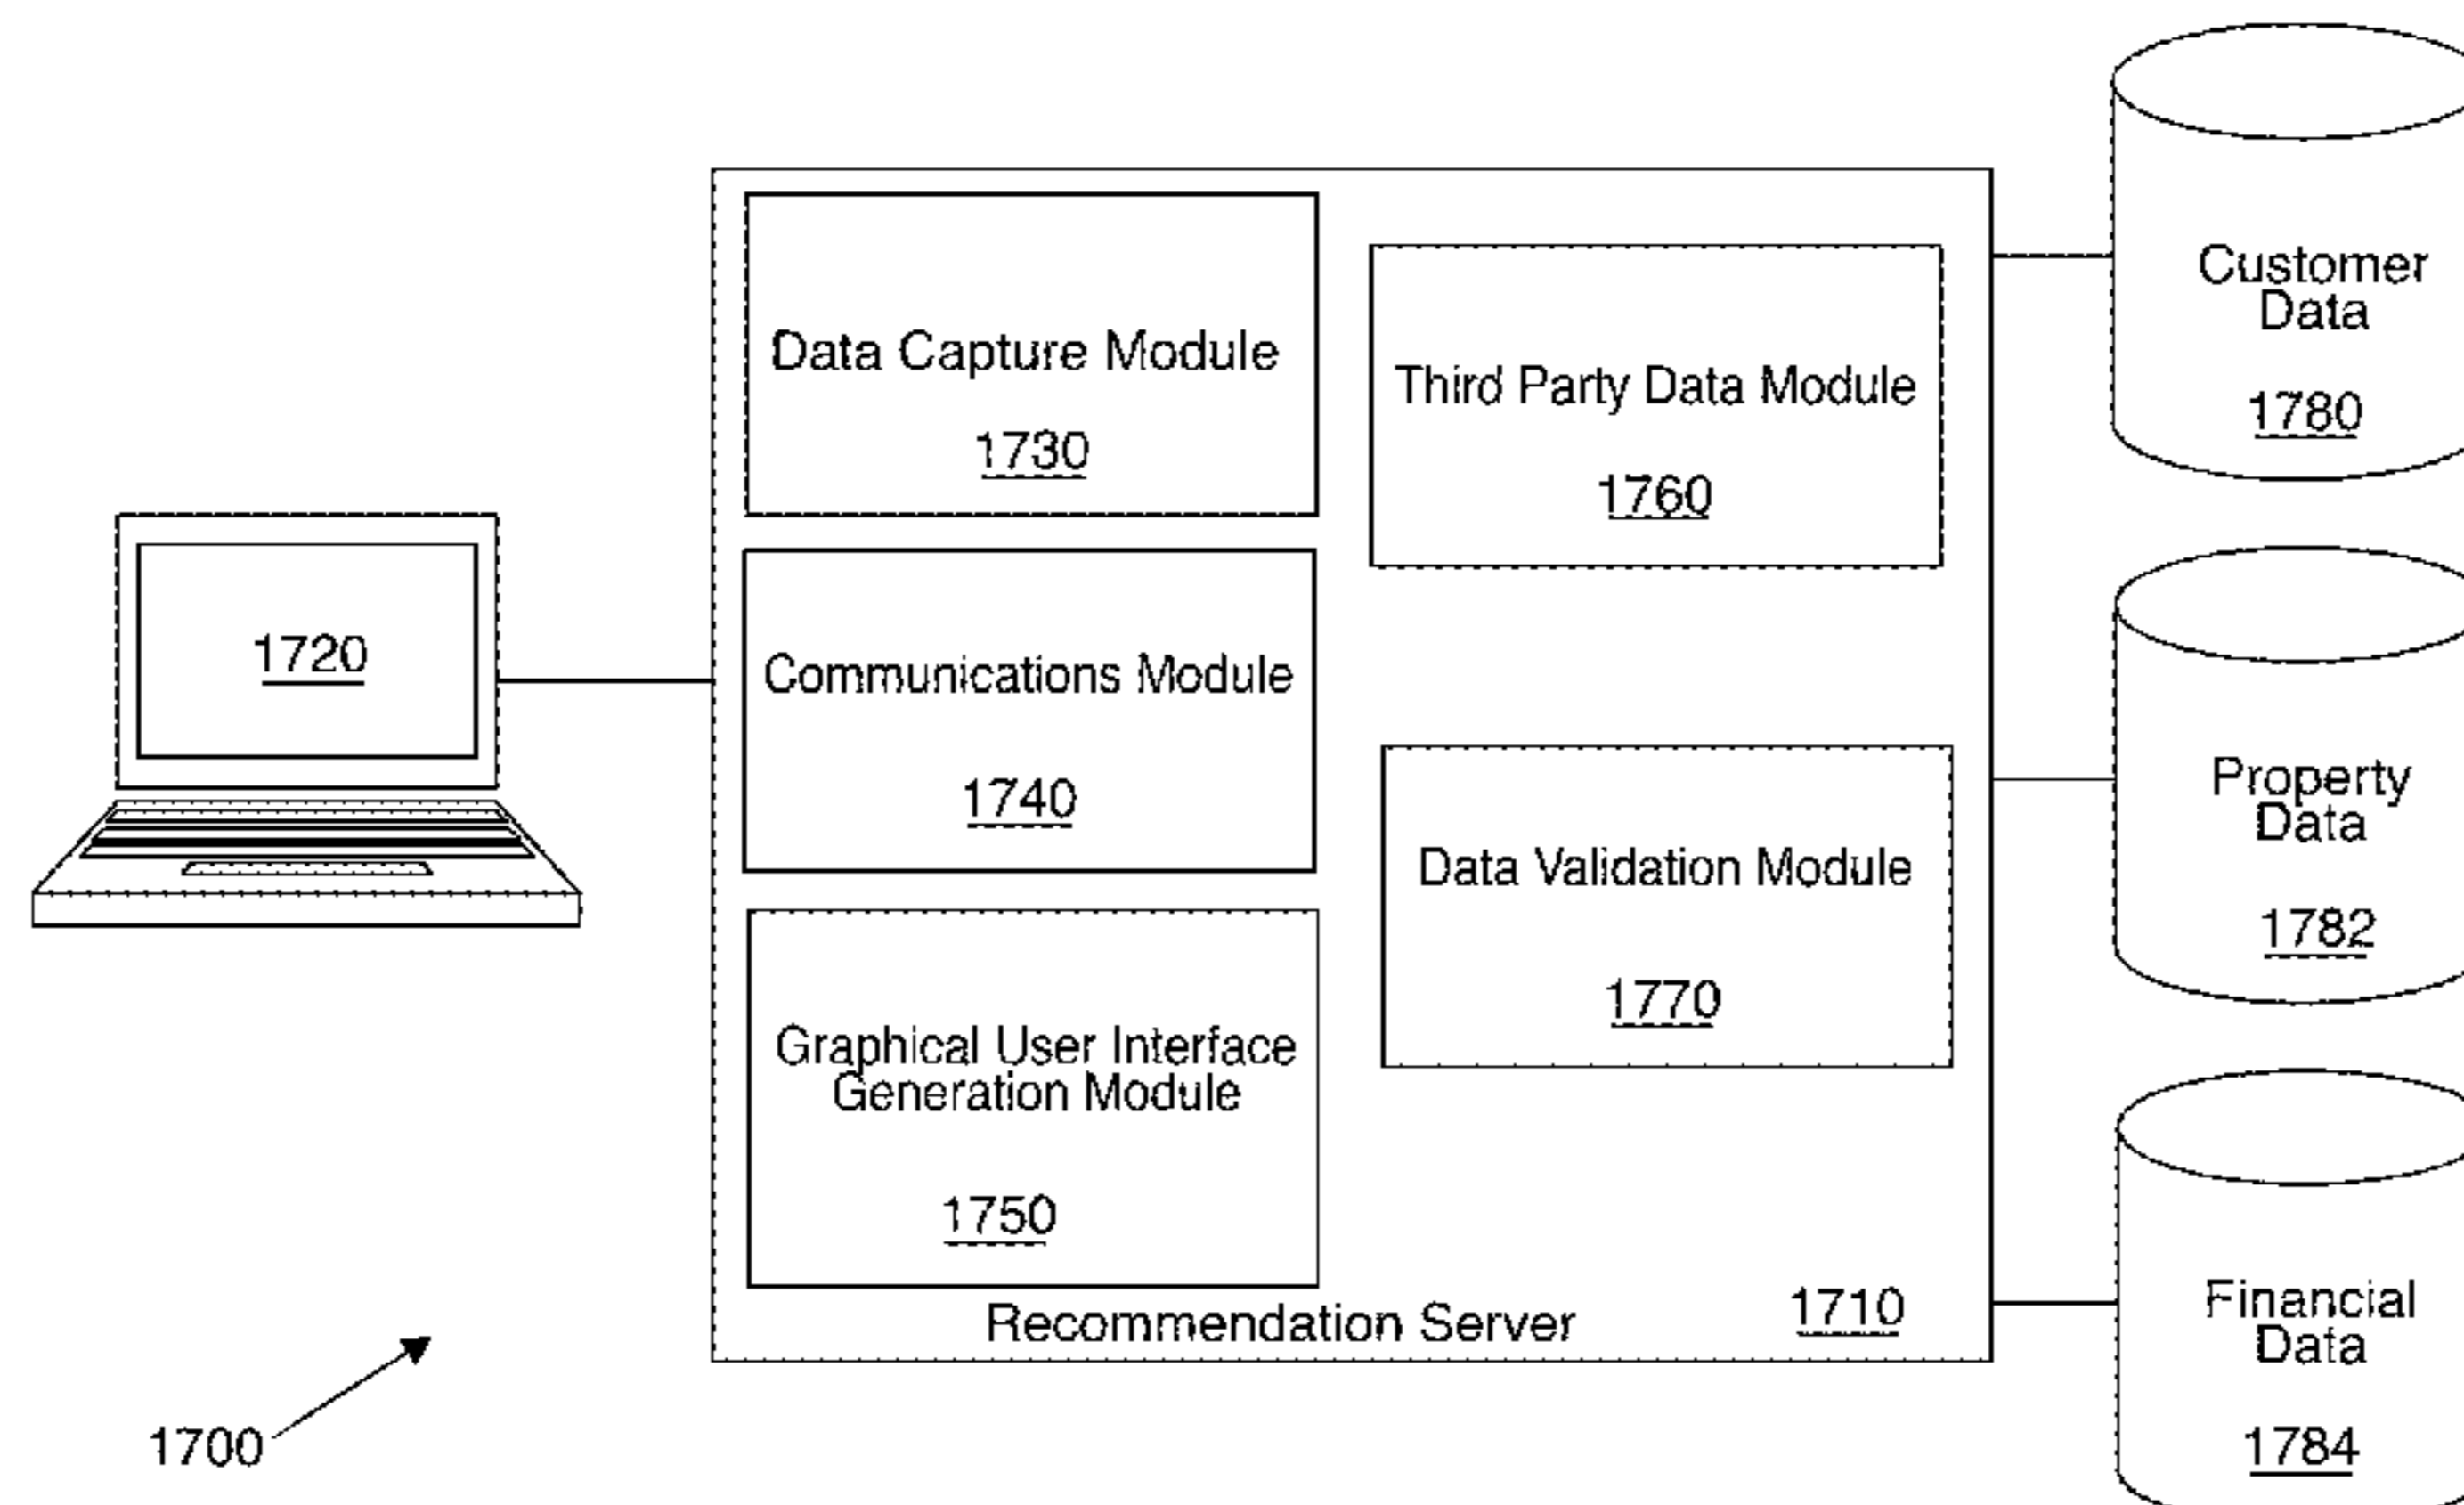 Data Capture Module
1730
Third Party Data Module
1760
Customer
Data
1780
1720
Communications Module
1740
Property
Data
1782
Data Validation Module
1770
Graphical User Interface
Generation Module
1750
Recommendation Server
1710
Financial
Data
1784
1700